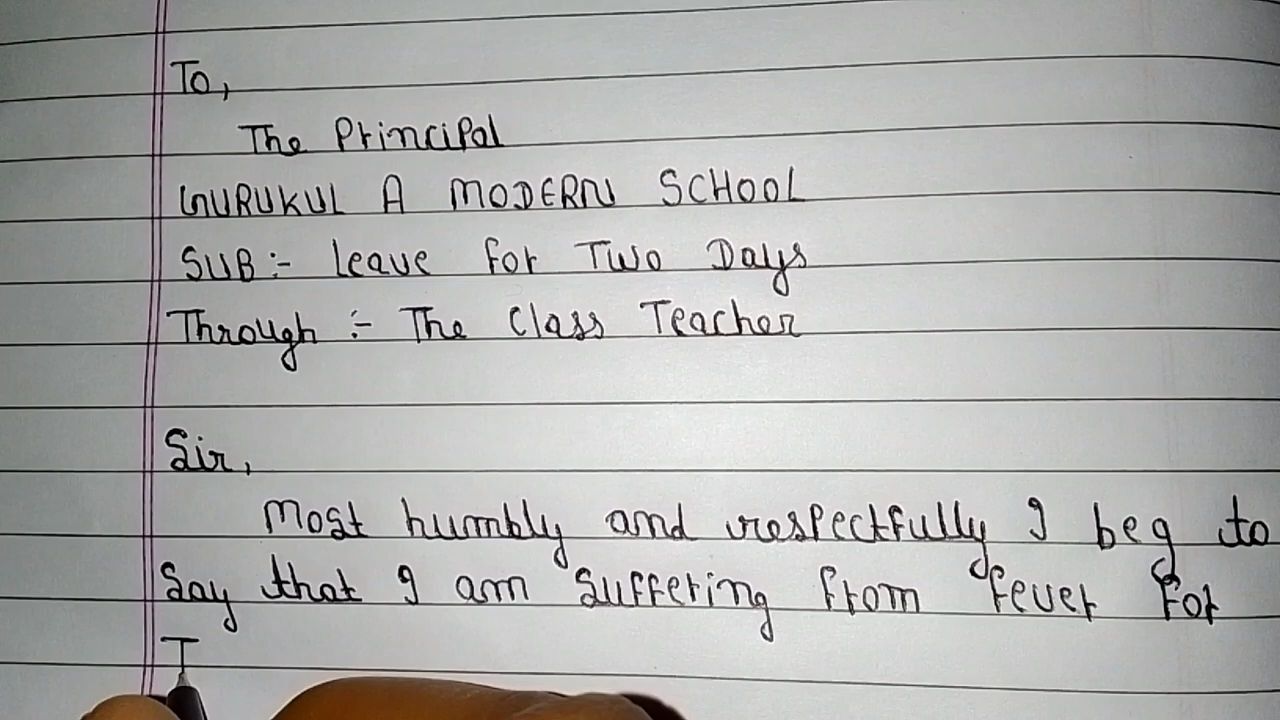 To,
The Principal
GURUKUL A MODERN SCHOOL
SUB :- leave for Two Days
Through :- The Class Teacher
Sir,
Most humbly and respectfully I beg to
Say that I am Suffering from fever For
T